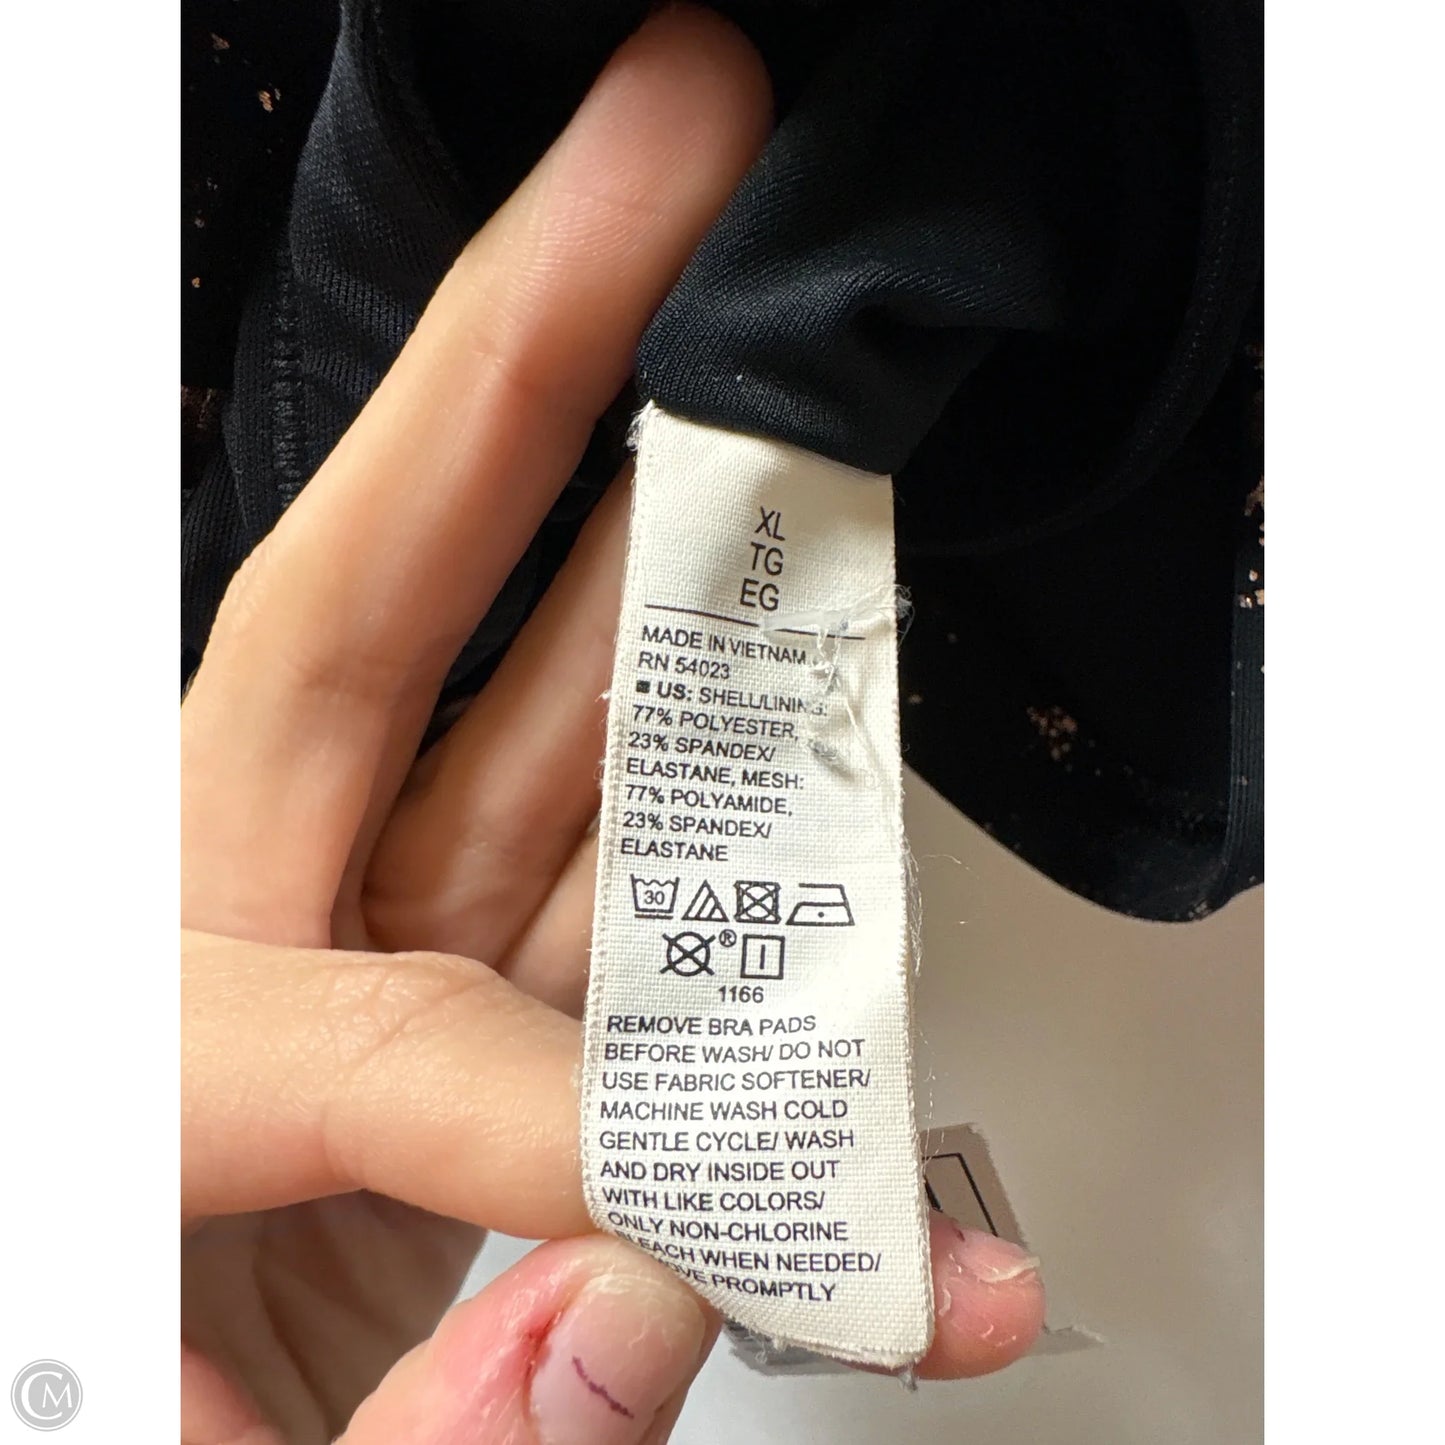 XL
TG
EG
MADE IN VIETNAM
RN 54023
US: SHELL/LINING:
77% POLYESTER,
23% SPANDEX/
ELASTANE, MESH:
77% POLYAMIDE,
23% SPANDEX/
ELASTANE
30
®
1166
REMOVE BRA PADS
BEFORE WASH/ DO NOT
USE FABRIC SOFTENER/
MACHINE WASH COLD
GENTLE CYCLE/ WASH
AND DRY INSIDE OUT
WITH LIKE COLORS/
ONLY NON-CHLORINE
BLEACH WHEN NEEDED/
PROMPTLY
CM